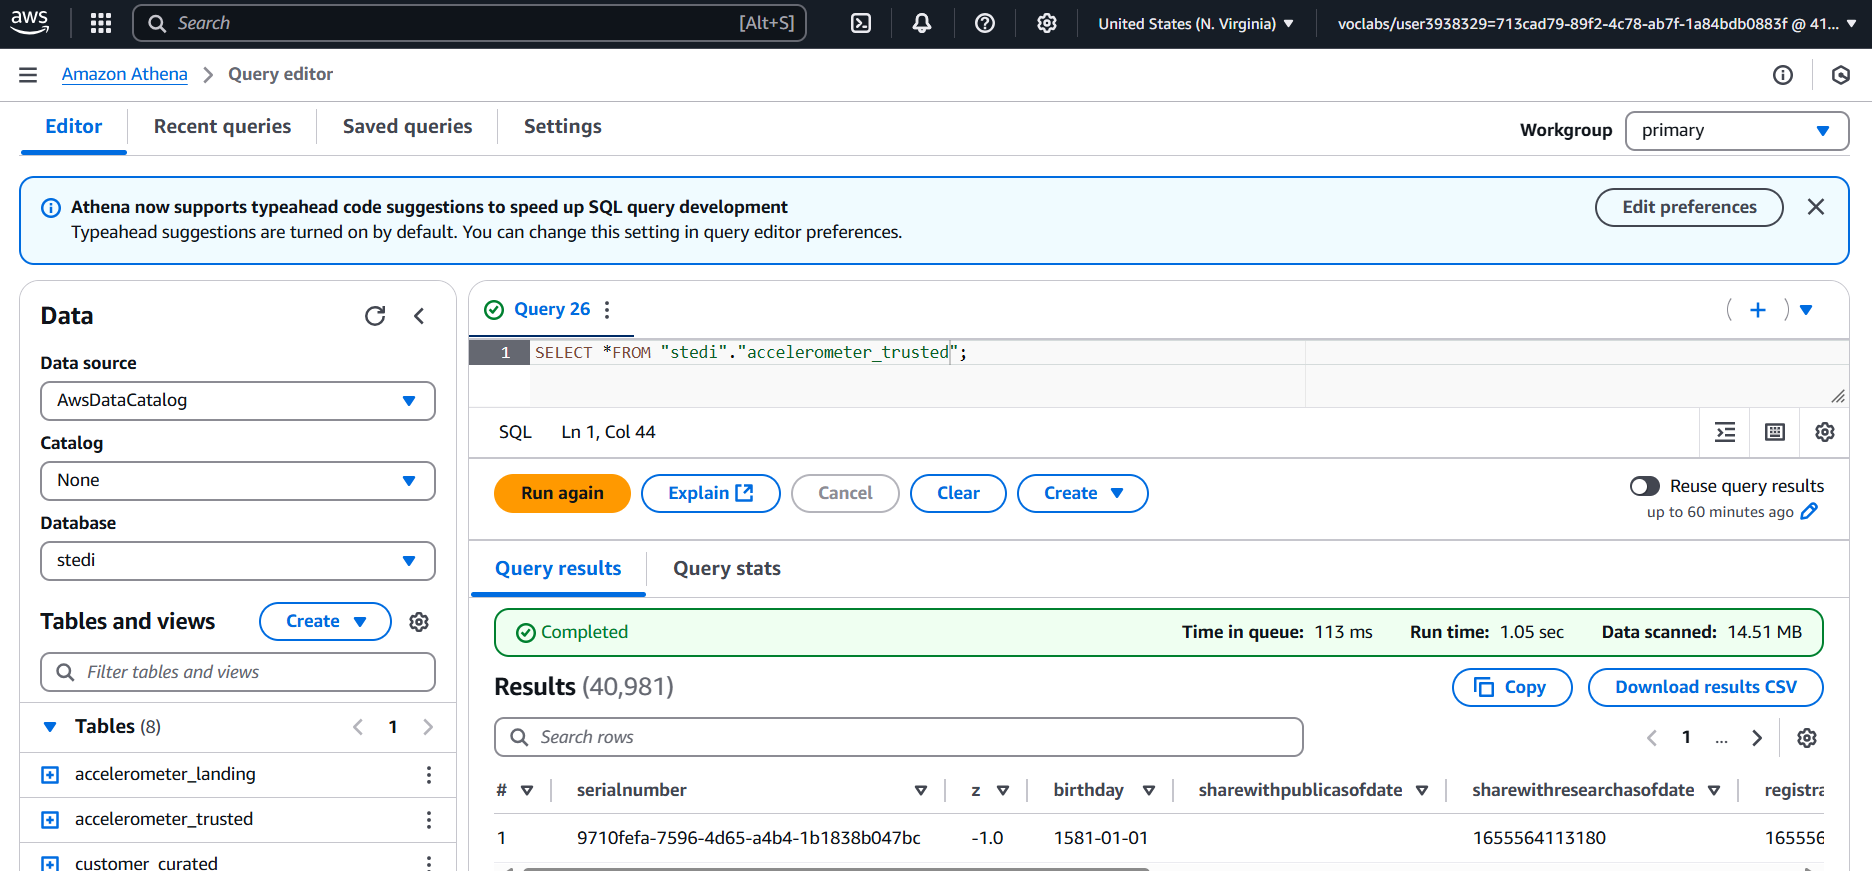 aws
Search [Alt+S]
United States (N. Virginia)
voclabs/user3938329=713cad79-89f2-4c78-ab7f-1a84bdb0883f @ 41...
Amazon Athena
Query editor
Editor
Recent queries
Saved queries
Settings
Workgroup
primary
Athena now supports typeahead code suggestions to speed up SQL query development
Typeahead suggestions are turned on by default. You can change this setting in query editor preferences.
Edit preferences
Data
Data source
AwsDataCatalog
Catalog
None
Database
stedi
Tables and views
Create
Filter tables and views
Tables (8)
1
accelerometer_landing
accelerometer_trusted
customer_curated
Query 26
1 SELECT *FROM "stedi"."accelerometer_trusted";
SQL Ln 1, Col 44
Run again
Explain
Cancel
Clear
Create
Reuse query results
up to 60 minutes ago
Query results
Query stats
Completed
Time in queue: 113 ms Run time: 1.05 sec Data scanned: 14.51 MB
Results (40,981)
Copy
Download results CSV
Search rows
1 ...
# serialnumber z birthday sharewithpublicasofdate sharewithresearchasofdate registra
1 9710fefa-7596-4d65-a4b4-1b1838b047bc -1.0 1581-01-01 1655564113180 165556